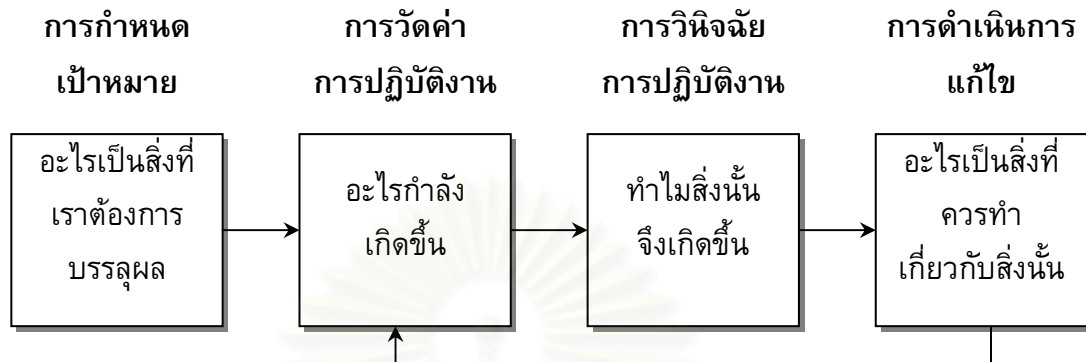 การกำหนด
เป้าหมาย
การวัดค่า
การปฏิบัติงาน
การวินิจฉัย
การปฏิบัติงาน
การดำเนินการ
แก้ไข
อะไรเป็นสิ่งที่
เราต้องการ
บรรลุผล
อะไรกำลัง
เกิดขึ้น
ทำไมสิ่งนั้น
จึงเกิดขึ้น
อะไรเป็นสิ่งที่
ควรทำ
เกี่ยวกับสิ่งนั้น